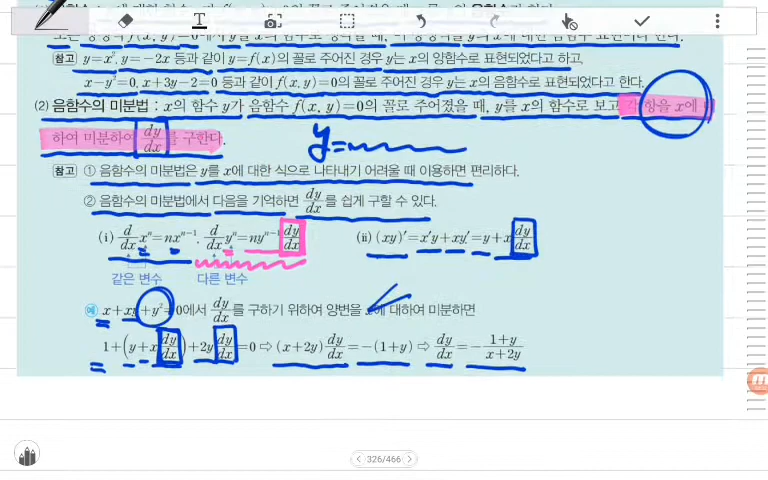 또는 방정식 f(x, y)=0에서 y를 x의 함수로 생각할 때, 이 방정식을 y의 x에 대한 음함수 표현이라 한다.
참고 y=x², y=-2x 등과 같이 y=f(x)의 꼴로 주어진 경우 y는 x의 양함수로 표현되었다고 하고,
x-y²=0, x+3y-2=0 등과 같이 f(x, y)=0의 꼴로 주어진 경우 y는 x의 음함수로 표현되었다고 한다.
(2) 음함수의 미분법 : x의 함수 y가 음함수 f(x, y)=0의 꼴로 주어졌을 때, y를 x의 함수로 보고 각 항을 x에 대
하여 미분하여 dy/dx를 구한다.
y=
참고 ① 음함수의 미분법은 y를 x에 대한 식으로 나타내기 어려울 때 이용하면 편리하다.
② 음함수의 미분법에서 다음을 기억하면 dy/dx를 쉽게 구할 수 있다.
(i) d/dx xⁿ=nxⁿ⁻¹, d/dx yⁿ=nyⁿ⁻¹ dy/dx (ii) (xy)'=x'y+xy'=y+x dy/dx
같은 변수 다른 변수
예 x+xy+y²=0에서 dy/dx를 구하기 위하여 양변을 x에 대하여 미분하면
1+(y+x dy/dx)+2y dy/dx=0 ⇨ (x+2y) dy/dx=-(1+y) ⇨ dy/dx=-(1+y)/(x+2y)
326/466